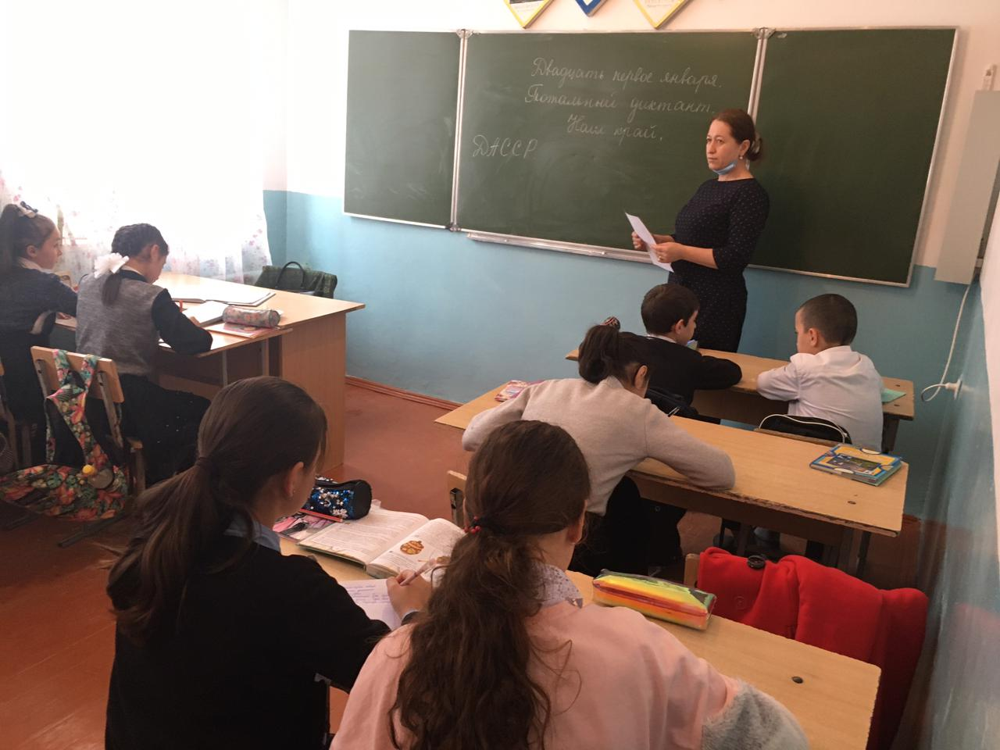 Двадцать первое января.
Тотальный диктант.
Наш край.
ДАССР